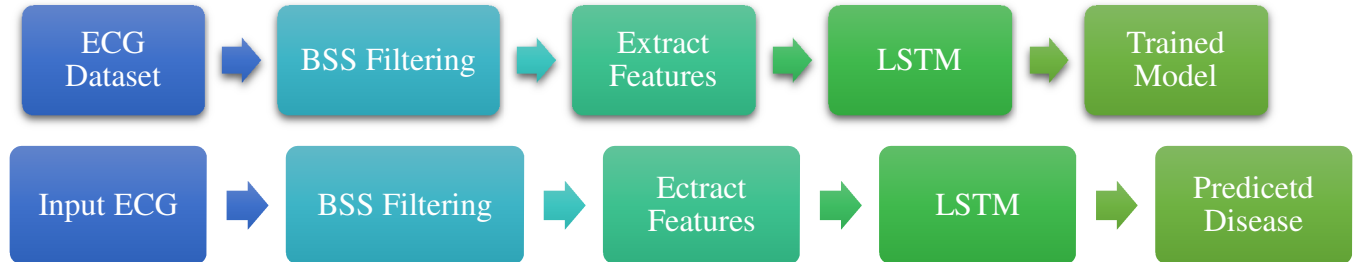 ECG
Dataset
BSS Filtering
Extract
Features
LSTM
Trained
Model
Input ECG
BSS Filtering
Ectract
Features
LSTM
Predicetd
Disease